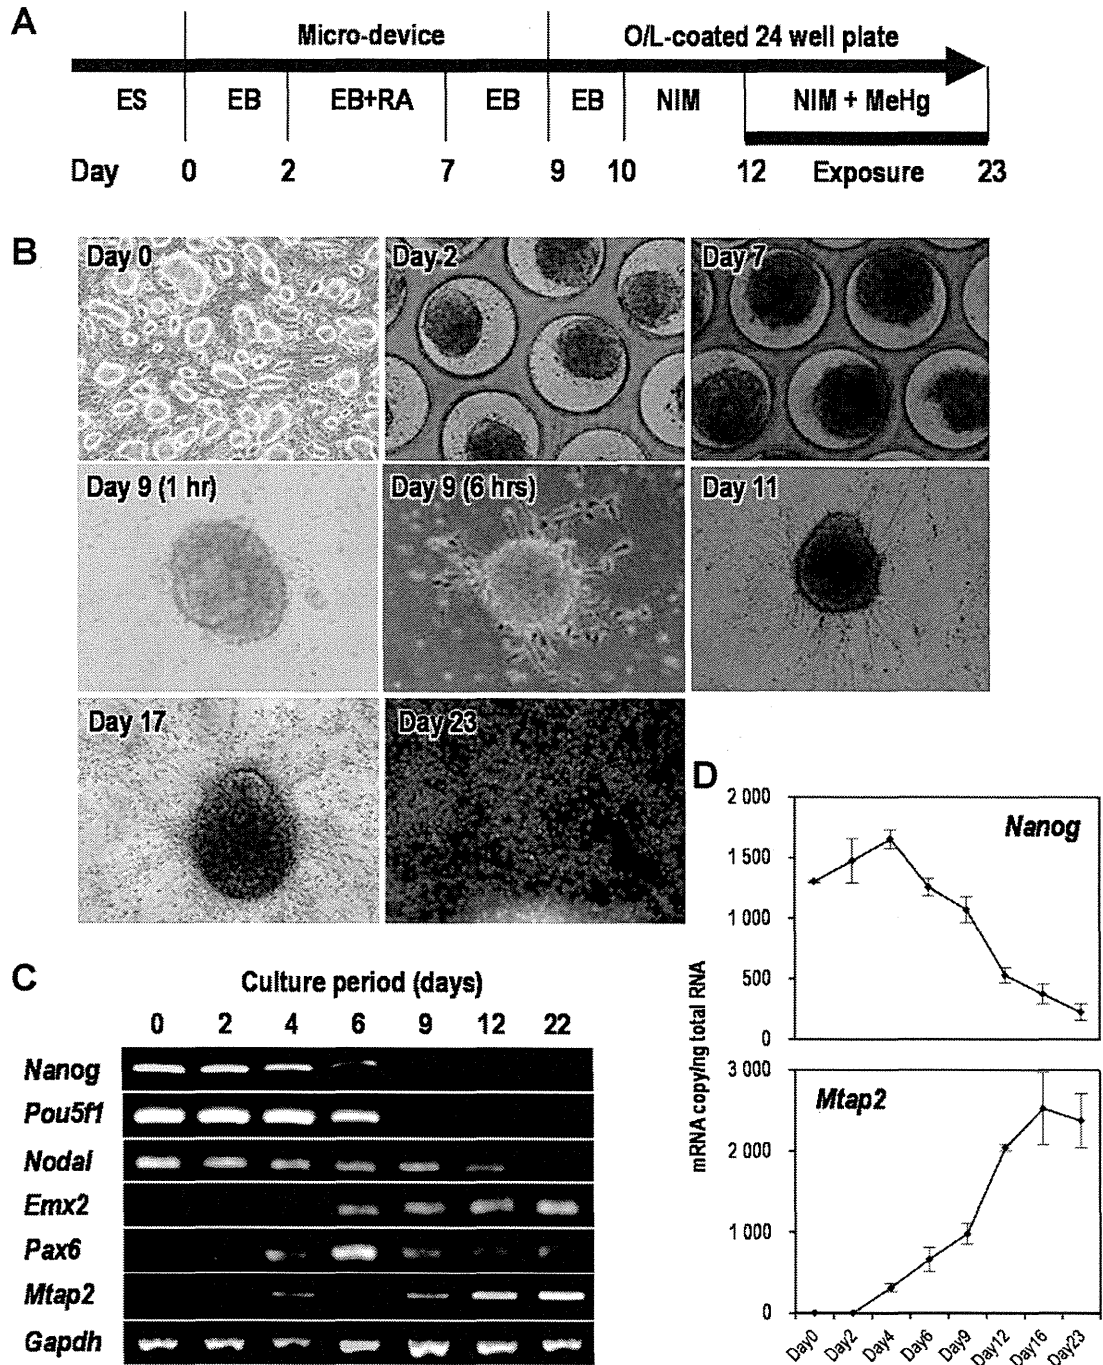 A
Micro-device O/L-coated 24 well plate
ES EB EB+RA EB EB NIM NIM + MeHg
Day 0 2 7 9 10 12 Exposure 23
B
Day 0 Day 2 Day 7
Day 9 (1 hr) Day 9 (6 hrs) Day 11
Day 17 Day 23
C
Culture period (days)
0 2 4 6 9 12 22
Nanog
Pou5f1
Nodal
Emx2
Pax6
Mtap2
Gapdh
D
mRNA copy/ng total RNA
2 000
Nanog
1 500
1 000
500
0
3 000
Mtap2
2 000
1 000
0
Day0 Day2 Day4 Day6 Day9 Day12 Day16 Day23